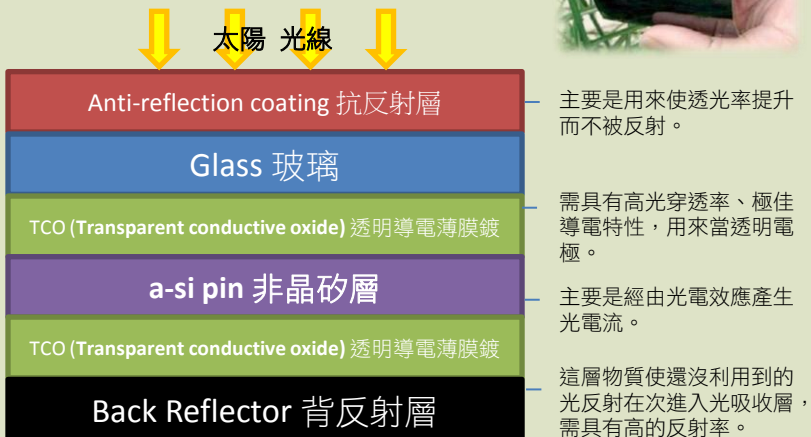 太陽 光線
Anti-reflection coating 抗反射層
主要是用來使透光率提升
而不被反射。
Glass 玻璃
TCO (Transparent conductive oxide) 透明導電薄膜鍍
需具有高光穿透率、極佳
導電特性，用來當透明電
極。
a-si pin 非晶矽層
主要是經由光電效應產生
光電流。
TCO (Transparent conductive oxide) 透明導電薄膜鍍
Back Reflector 背反射層
這層物質使還沒利用到的
光反射在次進入光吸收層，
需具有高的反射率。